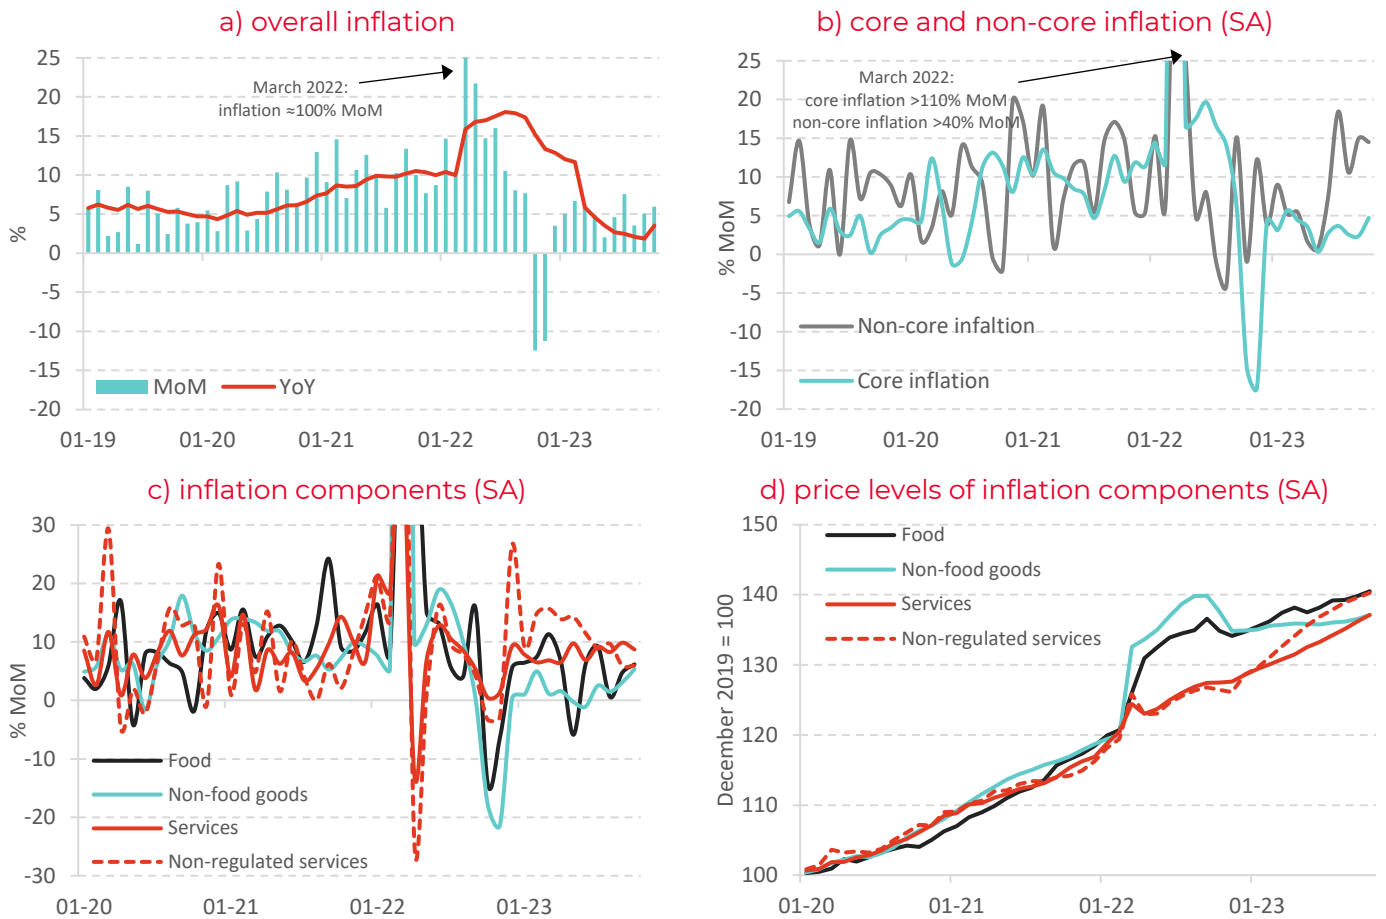 a) overall inflation
25
20
15
10
5
0
-5
-10
-15
-20
%
March 2022:
inflation ≈100% MoM
MoM
YoY
01-19
01-20
01-21
01-22
01-23
b) core and non-core inflation (SA)
25
20
15
10
5
0
-5
-10
-15
-20
% MoM
March 2022:
core inflation >110% MoM
non-core inflation >40% MoM
Non-core infaltion
Core inflation
01-19
01-20
01-21
01-22
01-23
c) inflation components (SA)
30
20
10
0
-10
-20
-30
% MoM
Food
Non-food goods
Services
Non-regulated services
01-20
01-21
01-22
01-23
d) price levels of inflation components (SA)
150
140
130
120
110
100
December 2019 = 100
Food
Non-food goods
Services
Non-regulated services
01-20
01-21
01-22
01-23